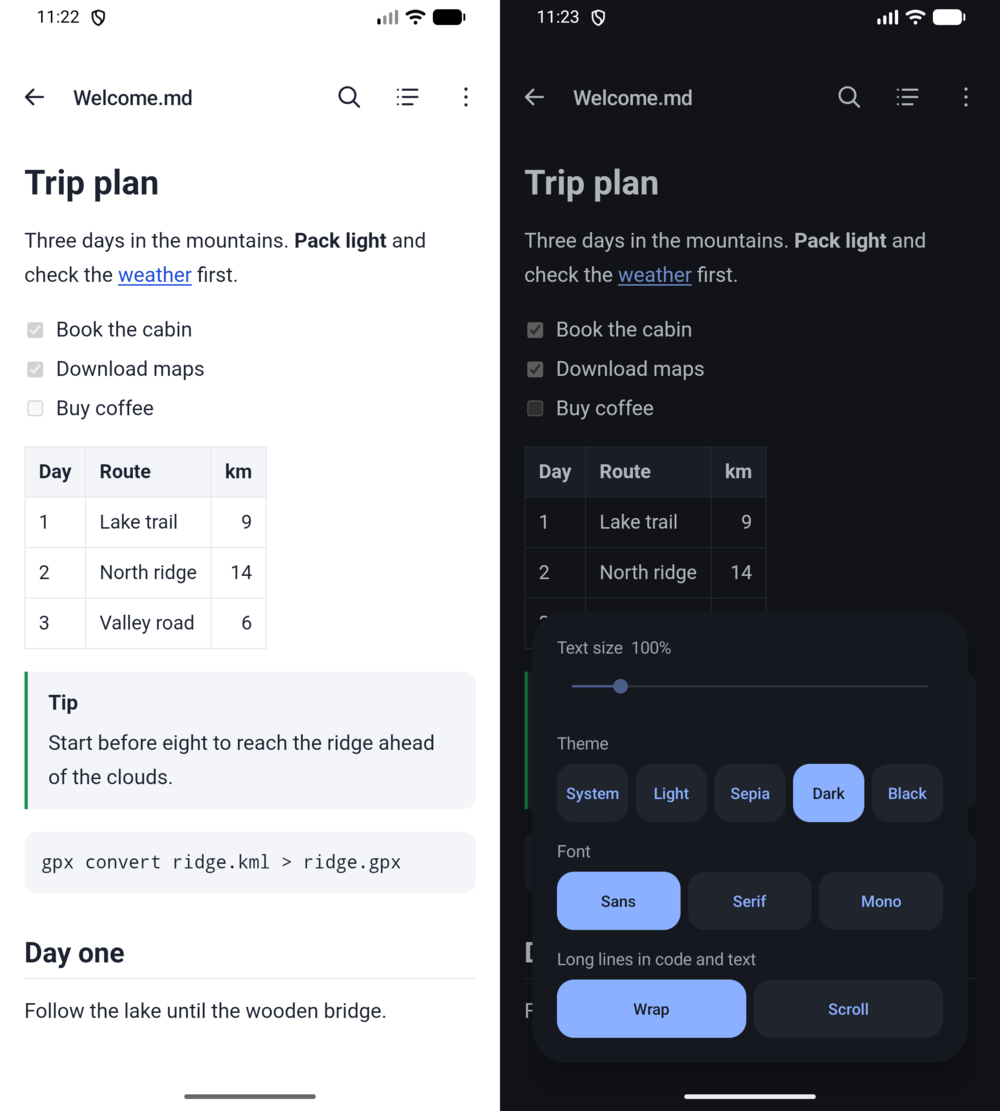 11:22
Welcome.md
Trip plan
Three days in the mountains. Pack light and
check the weather first.
Book the cabin
Download maps
Buy coffee
Day Route km
1 Lake trail 9
2 North ridge 14
3 Valley road 6
Tip
Start before eight to reach the ridge ahead
of the clouds.
gpx convert ridge.kml > ridge.gpx
Day one
Follow the lake until the wooden bridge.
11:23
Welcome.md
Trip plan
Three days in the mountains. Pack light and
check the weather first.
Book the cabin
Download maps
Buy coffee
Day Route km
1 Lake trail 9
2 North ridge 14
Text size 100%
Theme
System Light Sepia Dark Black
Font
Sans Serif Mono
Long lines in code and text
Wrap Scroll